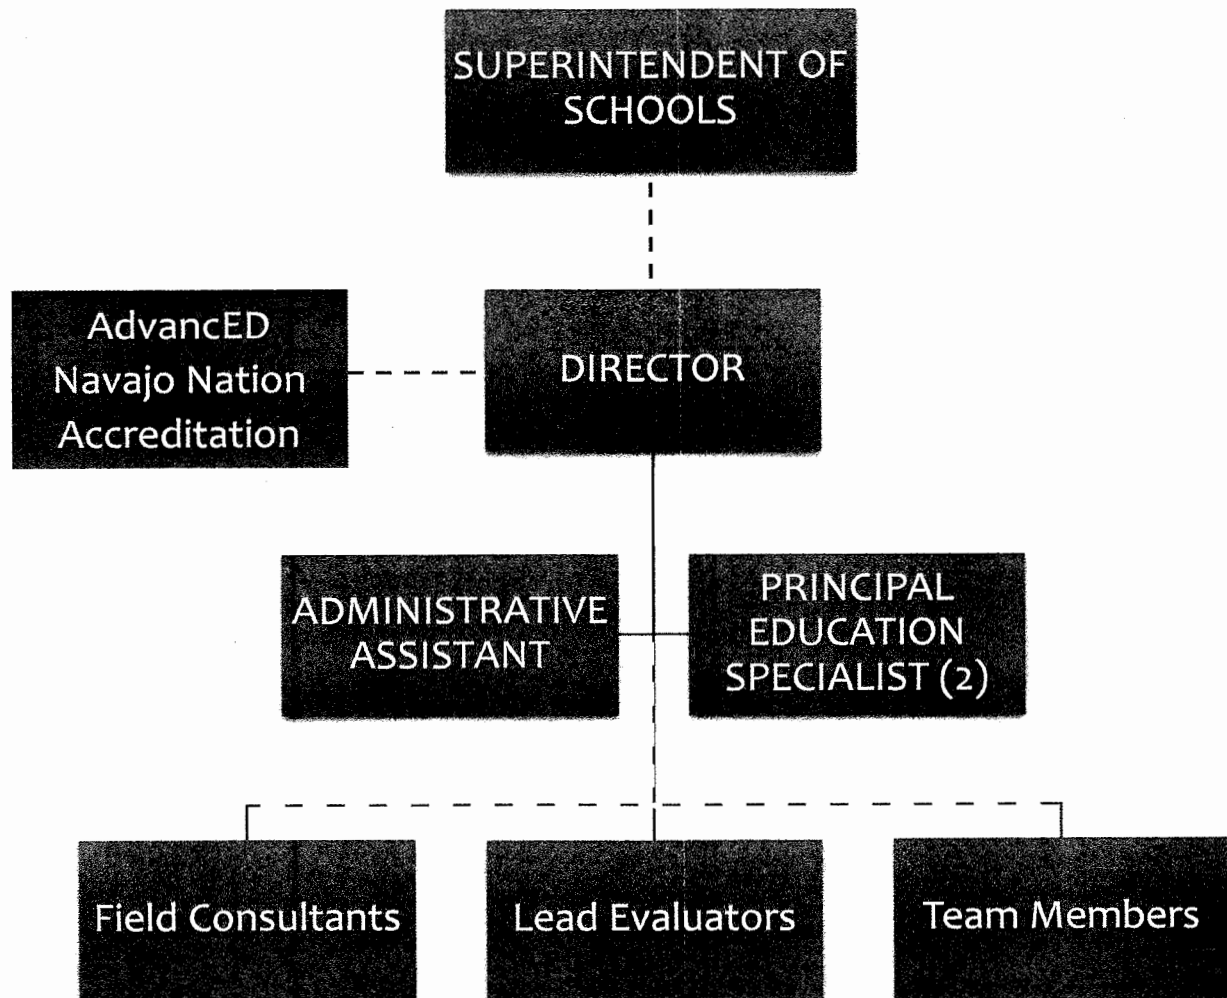 SUPERINTENDENT OF
SCHOOLS
AdvancED
Navajo Nation
Accreditation
DIRECTOR
ADMINISTRATIVE
ASSISTANT
PRINCIPAL
EDUCATION
SPECIALIST (2)
Field Consultants
Lead Evaluators
Team Members